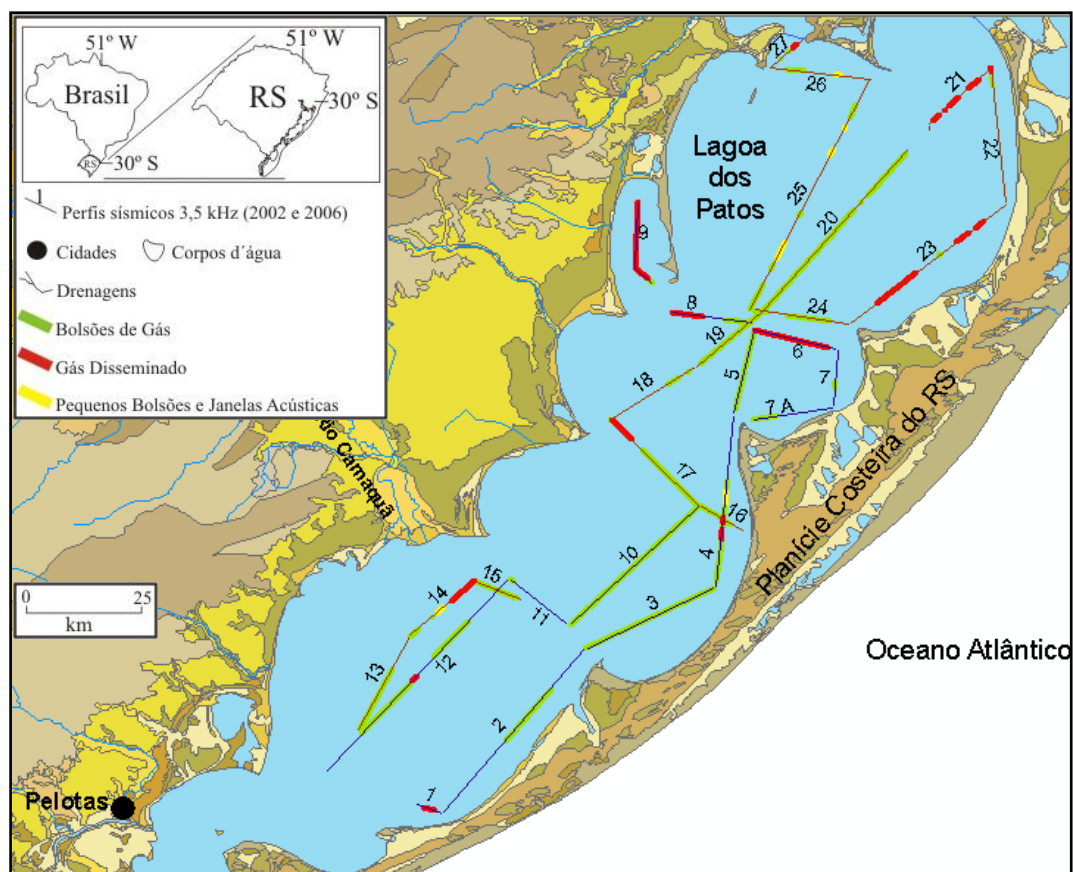 51º W
51º W
Brasil
RS
30º S
RS
30º S
1
Perfis sísmicos 3,5 kHz (2002 e 2006)
Cidades
Corpos d´água
Drenagens
Bolsões de Gás
Gás Disseminado
Pequenos Bolsões e Janelas Acústicas
27
26
21
Lagoa
dos
Patos
22
25
20
9
23
8
24
19
6
5
18
7
7 A
Planície Costeira do RS
io Camaquã
17
16
10
4
14
15
3
11
0
25
km
12
13
Oceano Atlântico
2
1
Pelotas